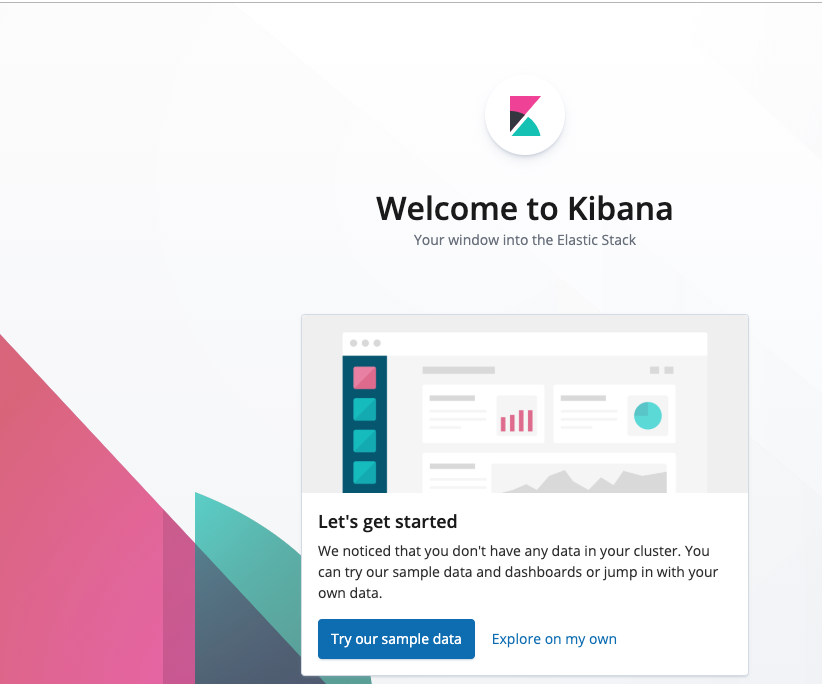 Welcome to Kibana
Your window into the Elastic Stack
Let's get started
We noticed that you don't have any data in your cluster. You
can try our sample data and dashboards or jump in with your
own data.
Try our sample data
Explore on my own